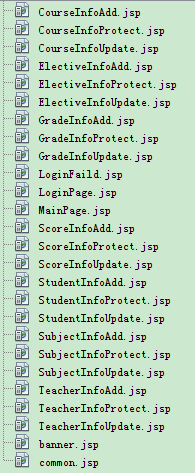 CourseInfoAdd.jsp
CourseInfoProtect.jsp
CourseInfoUpdate.jsp
ElectiveInfoAdd.jsp
ElectiveInfoProtect.jsp
ElectiveInfoUpdate.jsp
GradeInfoAdd.jsp
GradeInfoProtect.jsp
GradeInfoUpdate.jsp
LoginFaild.jsp
LoginPage.jsp
MainPage.jsp
ScoreInfoAdd.jsp
ScoreInfoProtect.jsp
ScoreInfoUpdate.jsp
StudentInfoAdd.jsp
StudentInfoProtect.jsp
StudentInfoUpdate.jsp
SubjectInfoAdd.jsp
SubjectInfoProtect.jsp
SubjectInfoUpdate.jsp
TeacherInfoAdd.jsp
TeacherInfoProtect.jsp
TeacherInfoUpdate.jsp
banner.jsp
common.jsp